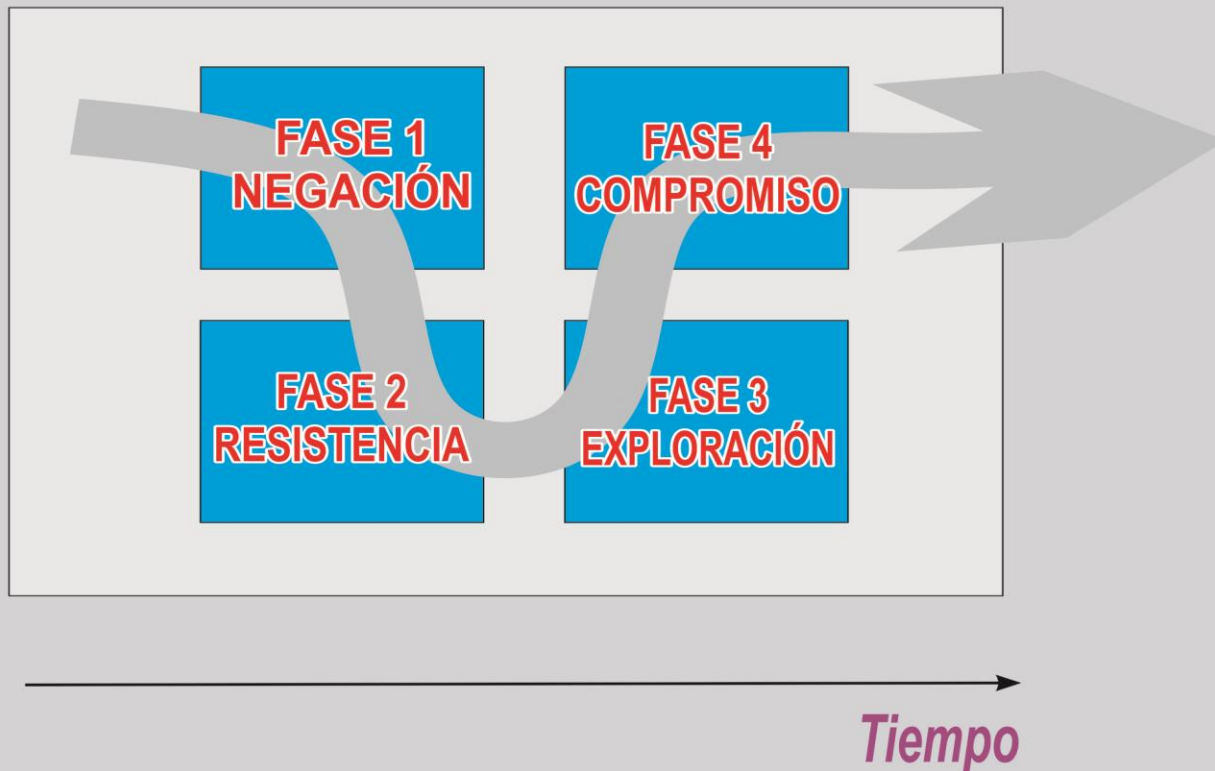 FASE 1
NEGACIÓN
FASE 2
RESISTENCIA
FASE 3
EXPLORACIÓN
FASE 4
COMPROMISO
Tiempo